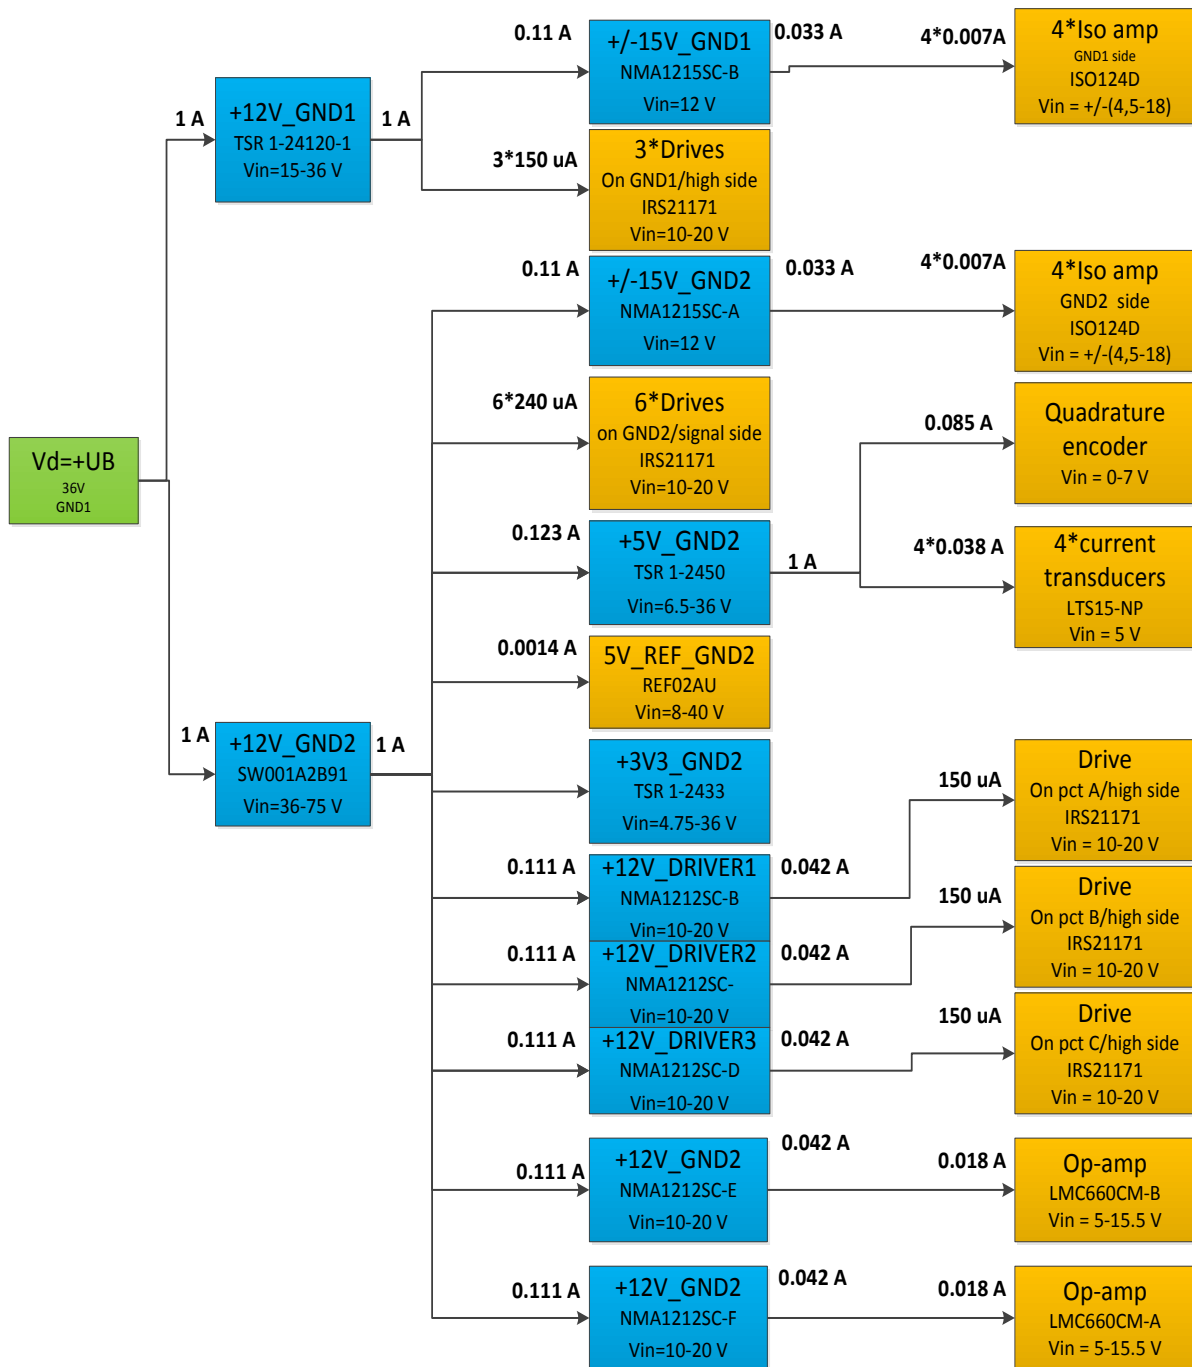 Vd=+UB
36V
GND1
1 A
+12V_GND1
TSR 1-24120-1
Vin=15-36 V
1 A
0.11 A
+/-15V_GND1
NMA1215SC-B
Vin=12 V
0.033 A
4*0.007A
4*Iso amp
GND1 side
ISO124D
Vin = +/-(4,5-18)
3*150 uA
3*Drives
On GND1/high side
IRS21171
Vin=10-20 V
1 A
+12V_GND2
SW001A2B91
Vin=36-75 V
1 A
0.11 A
+/-15V_GND2
NMA1215SC-A
Vin=12 V
0.033 A
4*0.007A
4*Iso amp
GND2 side
ISO124D
Vin = +/-(4,5-18)
6*240 uA
6*Drives
on GND2/signal side
IRS21171
Vin=10-20 V
0.123 A
+5V_GND2
TSR 1-2450
Vin=6.5-36 V
1 A
0.085 A
Quadrature
encoder
Vin = 0-7 V
4*0.038 A
4*current
transducers
LTS15-NP
Vin = 5 V
0.0014 A
5V_REF_GND2
REF02AU
Vin=8-40 V
+3V3_GND2
TSR 1-2433
Vin=4.75-36 V
0.111 A
+12V_DRIVER1
NMA1212SC-B
Vin=10-20 V
0.042 A
150 uA
Drive
On pct A/high side
IRS21171
Vin = 10-20 V
0.111 A
+12V_DRIVER2
NMA1212SC-
Vin=10-20 V
0.042 A
150 uA
Drive
On pct B/high side
IRS21171
Vin = 10-20 V
0.111 A
+12V_DRIVER3
NMA1212SC-D
Vin=10-20 V
0.042 A
150 uA
Drive
On pct C/high side
IRS21171
Vin = 10-20 V
0.111 A
+12V_GND2
NMA1212SC-E
Vin=10-20 V
0.042 A
0.018 A
Op-amp
LMC660CM-B
Vin = 5-15.5 V
0.111 A
+12V_GND2
NMA1212SC-F
Vin=10-20 V
0.042 A
0.018 A
Op-amp
LMC660CM-A
Vin = 5-15.5 V